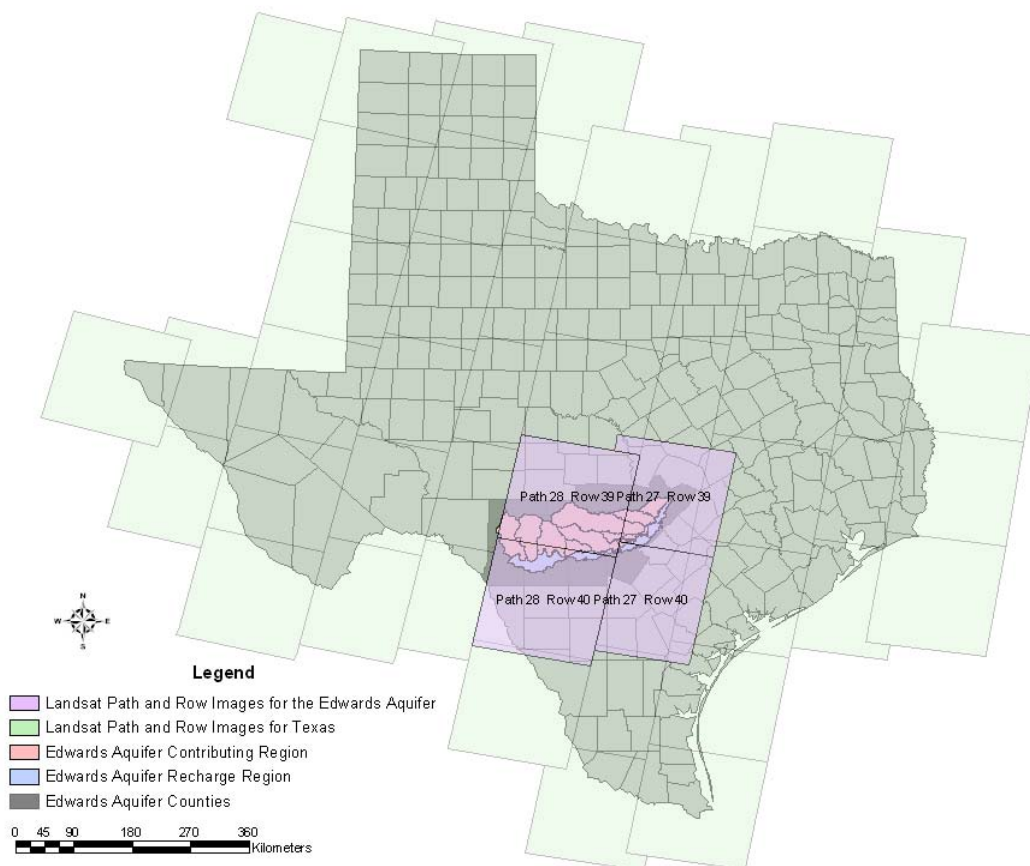 Path 28 Row 39 Path 27 Row 39
Path 28 Row 40 Path 27 Row 40
N
W E
S
Legend
Landsat Path and Row Images for the Edwards Aquifer
Landsat Path and Row Images for Texas
Edwards Aquifer Contributing Region
Edwards Aquifer Recharge Region
Edwards Aquifer Counties
0 45 90 180 270 360
Kilometers